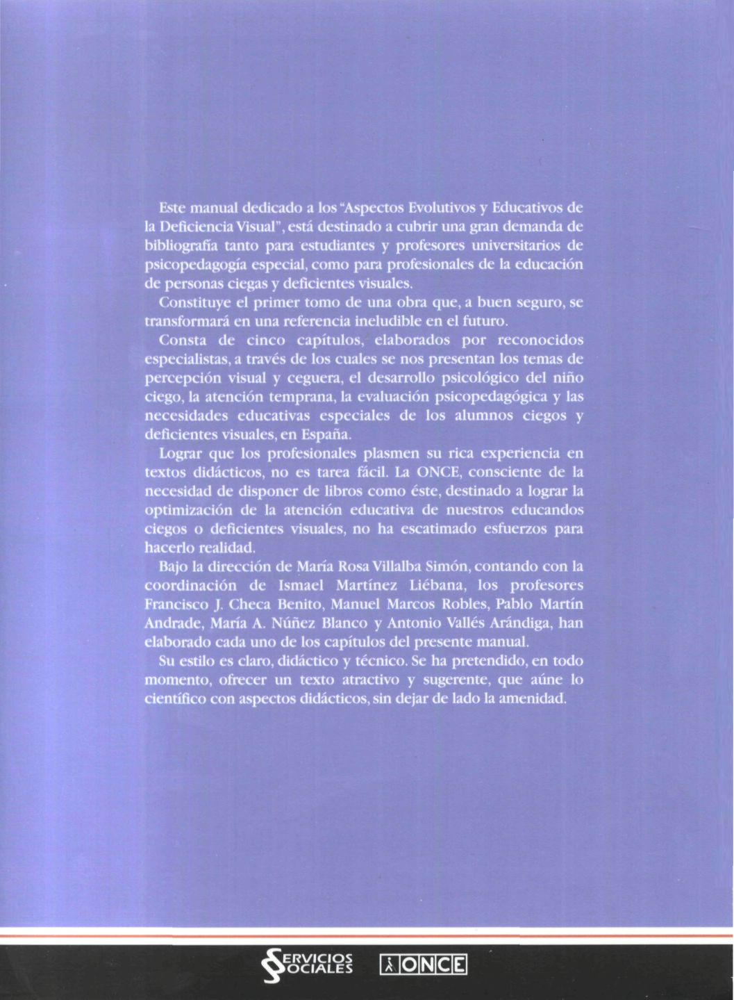 Este manual dedicado a los "Aspectos Evolutivos y Educativos de
la Deficiencia Visual", está destinado a cubrir una gran demanda de
bibliografía tanto para estudiantes y profesores universitarios de
psicopedagogía especial, como para profesionales de la educación
de personas ciegas y deficientes visuales.
Constituye el primer tomo de una obra que, a buen seguro, se
transformará en una referencia ineludible en el futuro.
Consta de cinco capítulos, elaborados por reconocidos
especialistas, a través de los cuales se nos presentan los temas de
percepción visual y ceguera, el desarrollo psicológico del niño
ciego, la atención temprana, la evaluación psicopedagógica y las
necesidades educativas especiales de los alumnos ciegos y
deficientes visuales, en España.
Lograr que los profesionales plasmen su rica experiencia en
textos didácticos, no es tarea fácil. La ONCE, consciente de la
necesidad de disponer de libros como éste, destinado a lograr la
optimización de la atención educativa de nuestros educandos
ciegos o deficientes visuales, no ha escatimado esfuerzos para
hacerlo realidad.
Bajo la dirección de María Rosa Villalba Simón, contando con la
coordinación de Ismael Martínez Liébana, los profesores
Francisco J. Checa Benito, Manuel Marcos Robles, Pablo Martín
Andrade, María A. Núñez Blanco y Antonio Vallés Arándiga, han
elaborado cada uno de los capítulos del presente manual.
Su estilo es claro, didáctico y técnico. Se ha pretendido, en todo
momento, ofrecer un texto atractivo y sugerente, que aúne lo
científico con aspectos didácticos, sin dejar de lado la amenidad.
SERVICIOS
SOCIALES
ONCE